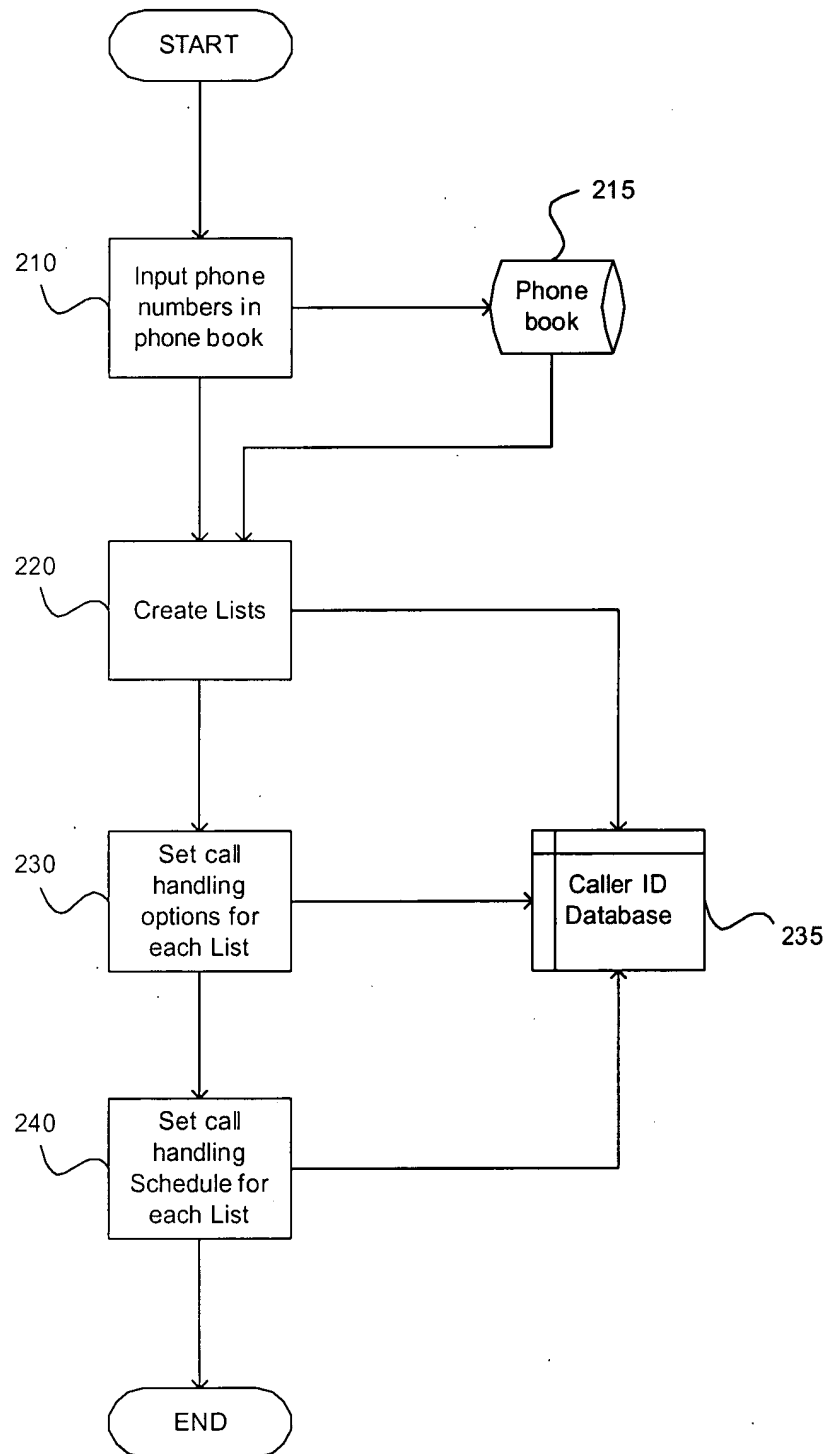 START
215
210
Input phone
numbers in
phone book
Phone
book
220
Create Lists
230
Set call
handling
options for
each List
Caller ID
Database
235
240
Set call
handling
Schedule for
each List
END